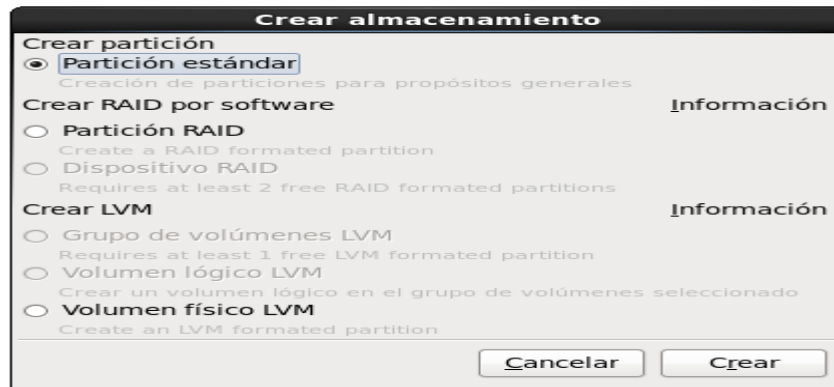 Crear almacenamiento
Crear partición
Partición estándar
Creación de particiones para propósitos generales
Crear RAID por software Información
Partición RAID
Create a RAID formated partition
Dispositivo RAID
Requires at least 2 free RAID formated partitions
Crear LVM Información
Grupo de volúmenes LVM
Requires at least 1 free LVM formated partition
Volumen lógico LVM
Crear un volumen lógico en el grupo de volúmenes seleccionado
Volumen físico LVM
Create an LVM formated partition
Cancelar Crear